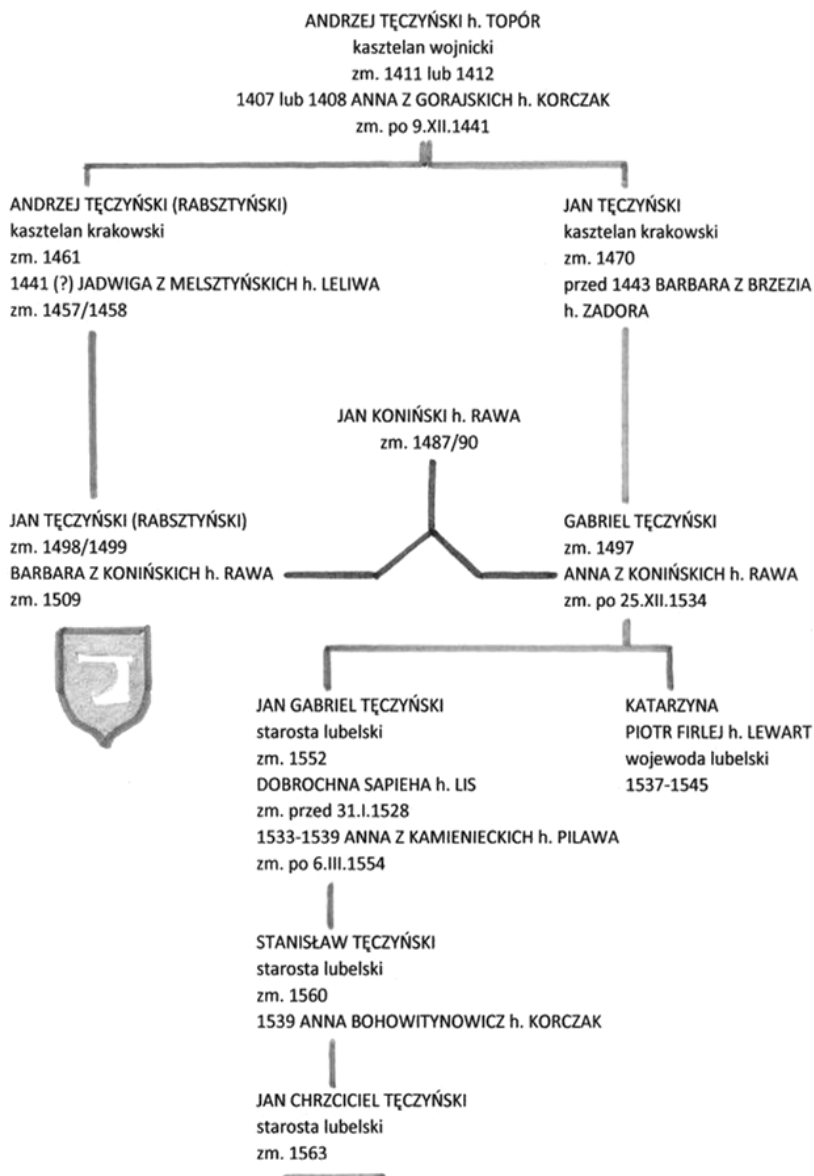 ANDRZEJ TĘCZYŃSKI h. TOPÓR
kasztelan wojnicki
zm. 1411 lub 1412
1407 lub 1408 ANNA Z GORAJSKICH h. KORCZAK
zm. po 9.XII.1441
ANDRZEJ TĘCZYŃSKI (RABSZTYŃSKI)
kasztelan krakowski
zm. 1461
1441 (?) JADWIGA Z MELSZTYŃSKICH h. LELIWA
zm. 1457/1458
JAN TĘCZYŃSKI
kasztelan krakowski
zm. 1470
przed 1443 BARBARA Z BRZEZIA
h. ZADORA
JAN KONIŃSKI h. RAWA
zm. 1487/90
JAN TĘCZYŃSKI (RABSZTYŃSKI)
zm. 1498/1499
BARBARA Z KONIŃSKICH h. RAWA
zm. 1509
GABRIEL TĘCZYŃSKI
zm. 1497
ANNA Z KONIŃSKICH h. RAWA
zm. po 25.XII.1534
JAN GABRIEL TĘCZYŃSKI
starosta lubelski
zm. 1552
DOBROCHNA SAPIEHA h. LIS
zm. przed 31.I.1528
1533-1539 ANNA Z KAMIENIECKICH h. PILAWA
zm. po 6.III.1554
KATARZYNA
PIOTR FIRLEJ h. LEWART
wojewoda lubelski
1537-1545
STANISŁAW TĘCZYŃSKI
starosta lubelski
zm. 1560
1539 ANNA BOHOWITYNOWICZ h. KORCZAK
JAN CHRZCICIEL TĘCZYŃSKI
starosta lubelski
zm. 1563